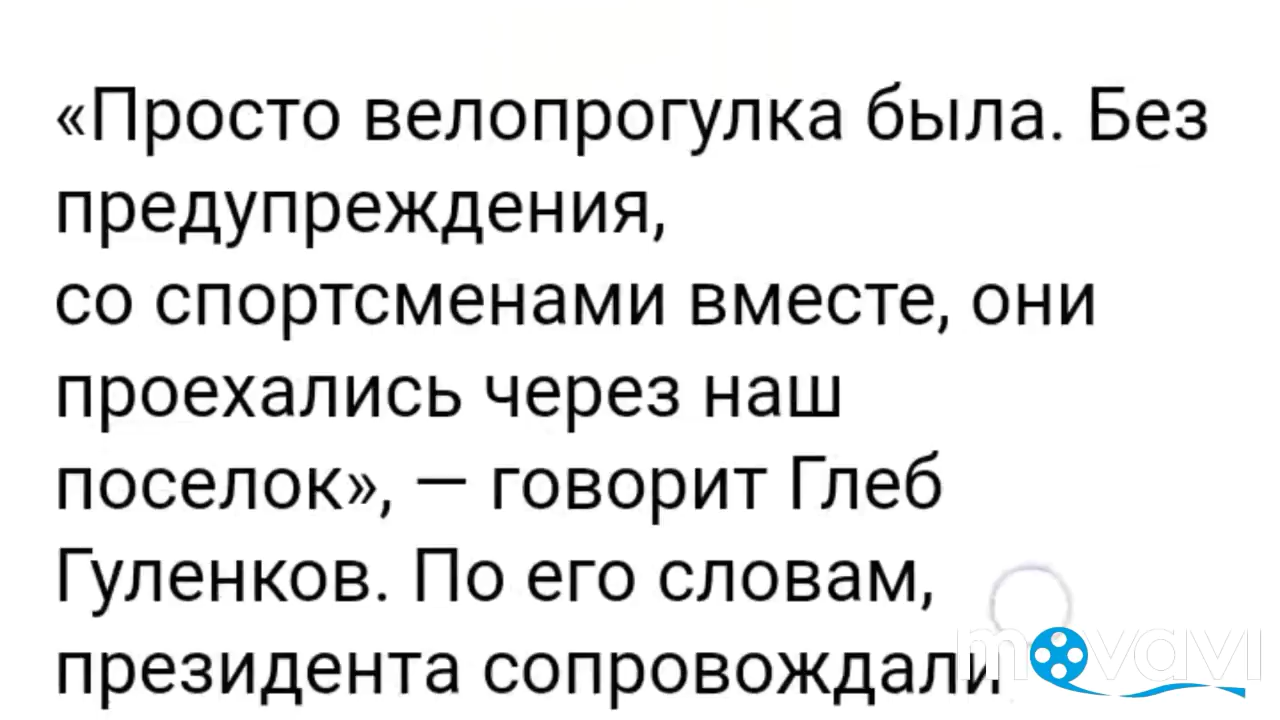 «Просто велопрогулка была. Без
предупреждения,
со спортсменами вместе, они
проехались через наш
поселок», — говорит Глеб
Гуленков. По его словам,
президента сопровождали
movavi